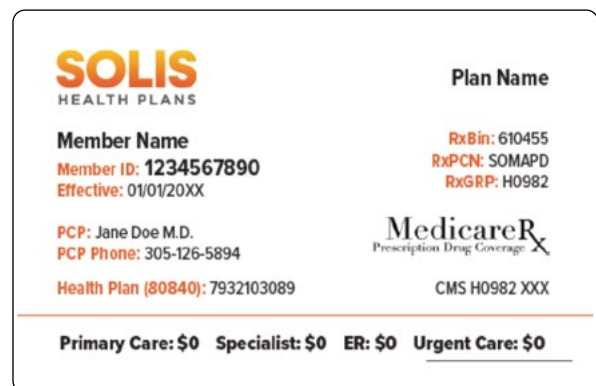 SOLIS
HEALTH PLANS
Plan Name
Member Name
Member ID: 1234567890
Effective: 01/01/20XX
RxBin: 610455
RxPCN: SOMAPD
RxGRP: H0982
PCP: Jane Doe M.D.
PCP Phone: 305-126-5894
MedicareRx
Prescription Drug Coverage
Health Plan (80840): 7932103089
CMS H0982 XXX
Primary Care: $0 Specialist: $0 ER: $0 Urgent Care: $0